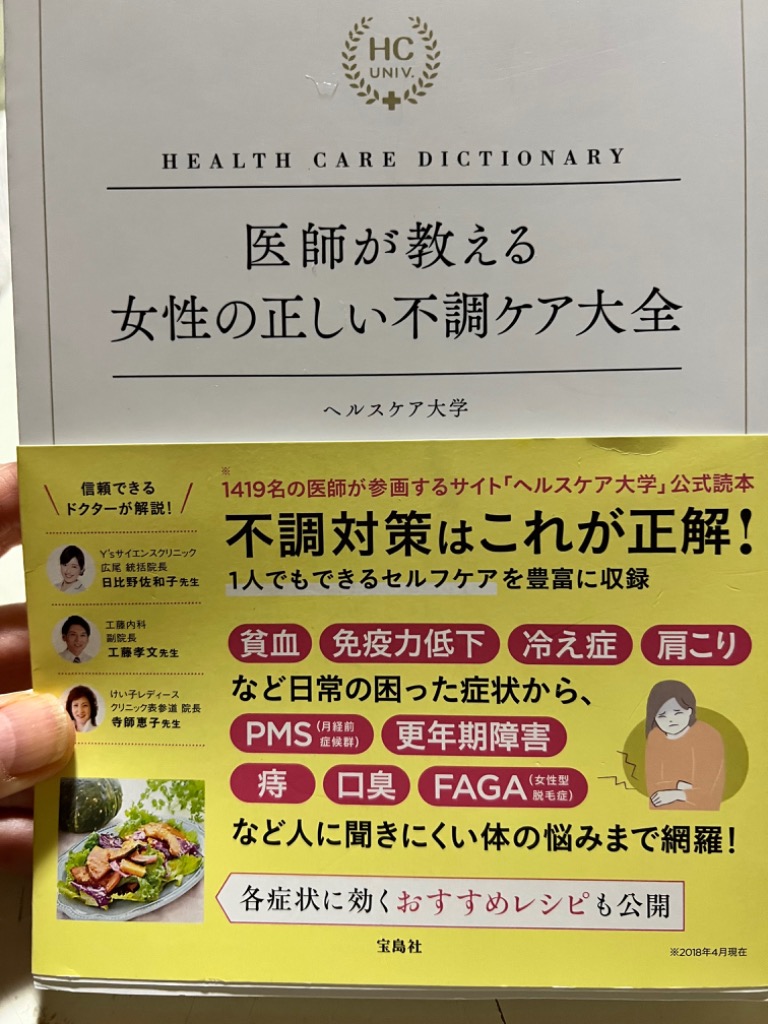 HC
UNIV.
HEALTH CARE DICTIONARY
医師が教える
女性の正しい不調ケア大全
ヘルスケア大学
信頼できる
ドクターが解説!
Y'sサイエンスクリニック
広尾 統括院長
日比野佐和子先生
工藤内科
副院長
工藤孝文先生
けい子レディース
クリニック表参道 院長
寺師恵子先生
※
1419名の医師が参画するサイト「ヘルスケア大学」公式読本
不調対策はこれが正解!
1人でもできるセルフケアを豊富に収録
貧血 免疫力低下 冷え症 肩こり
など日常の困った症状から、
PMS(月経前症候群) 更年期障害
痔 口臭 FAGA(女性型脱毛症)
など人に聞きにくい体の悩みまで網羅!
各症状に効くおすすめレシピも公開
宝島社
※2018年4月現在